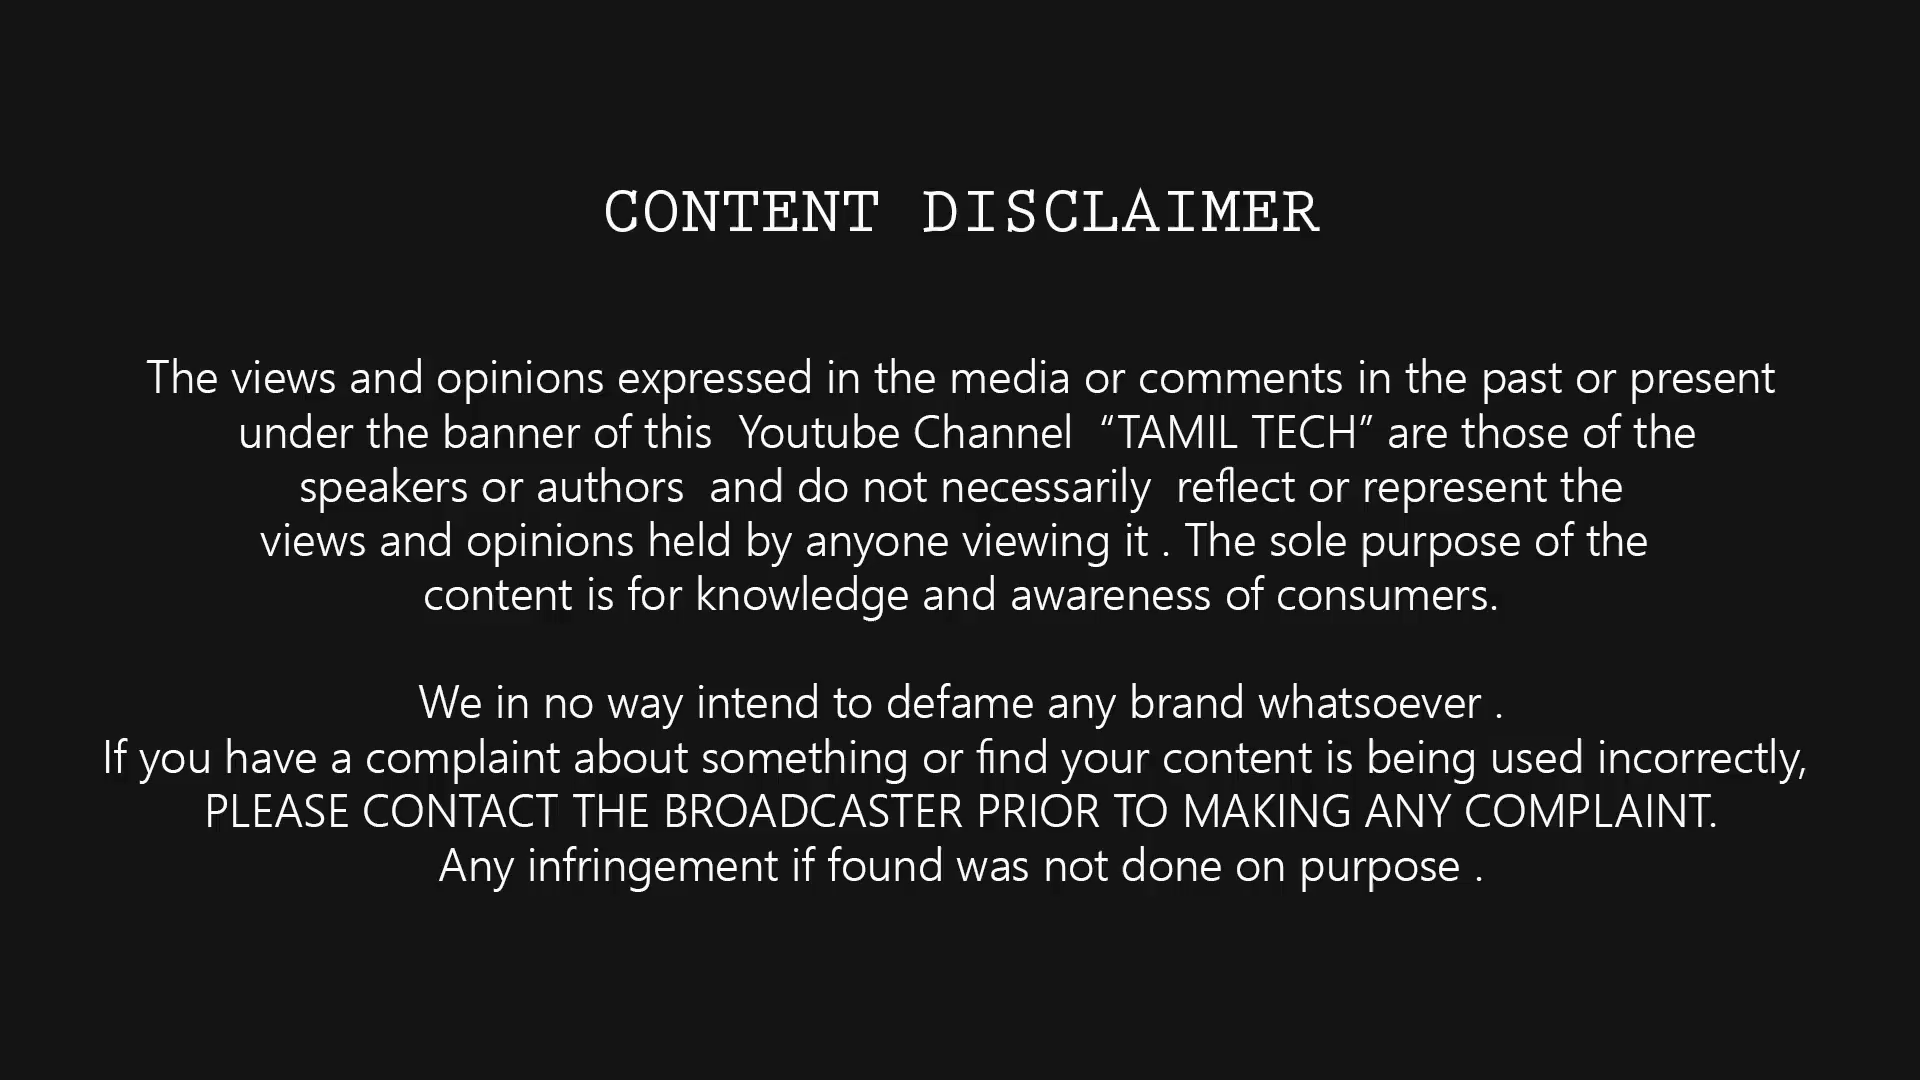 CONTENT DISCLAIMER
The views and opinions expressed in the media or comments in the past or present
under the banner of this  Youtube Channel  “TAMIL TECH” are those of the
speakers or authors  and do not necessarily  reflect or represent the
views and opinions held by anyone viewing it . The sole purpose of the
content is for knowledge and awareness of consumers.
We in no way intend to defame any brand whatsoever .
If you have a complaint about something or find your content is being used incorrectly,
PLEASE CONTACT THE BROADCASTER PRIOR TO MAKING ANY COMPLAINT.
Any infringement if found was not done on purpose .